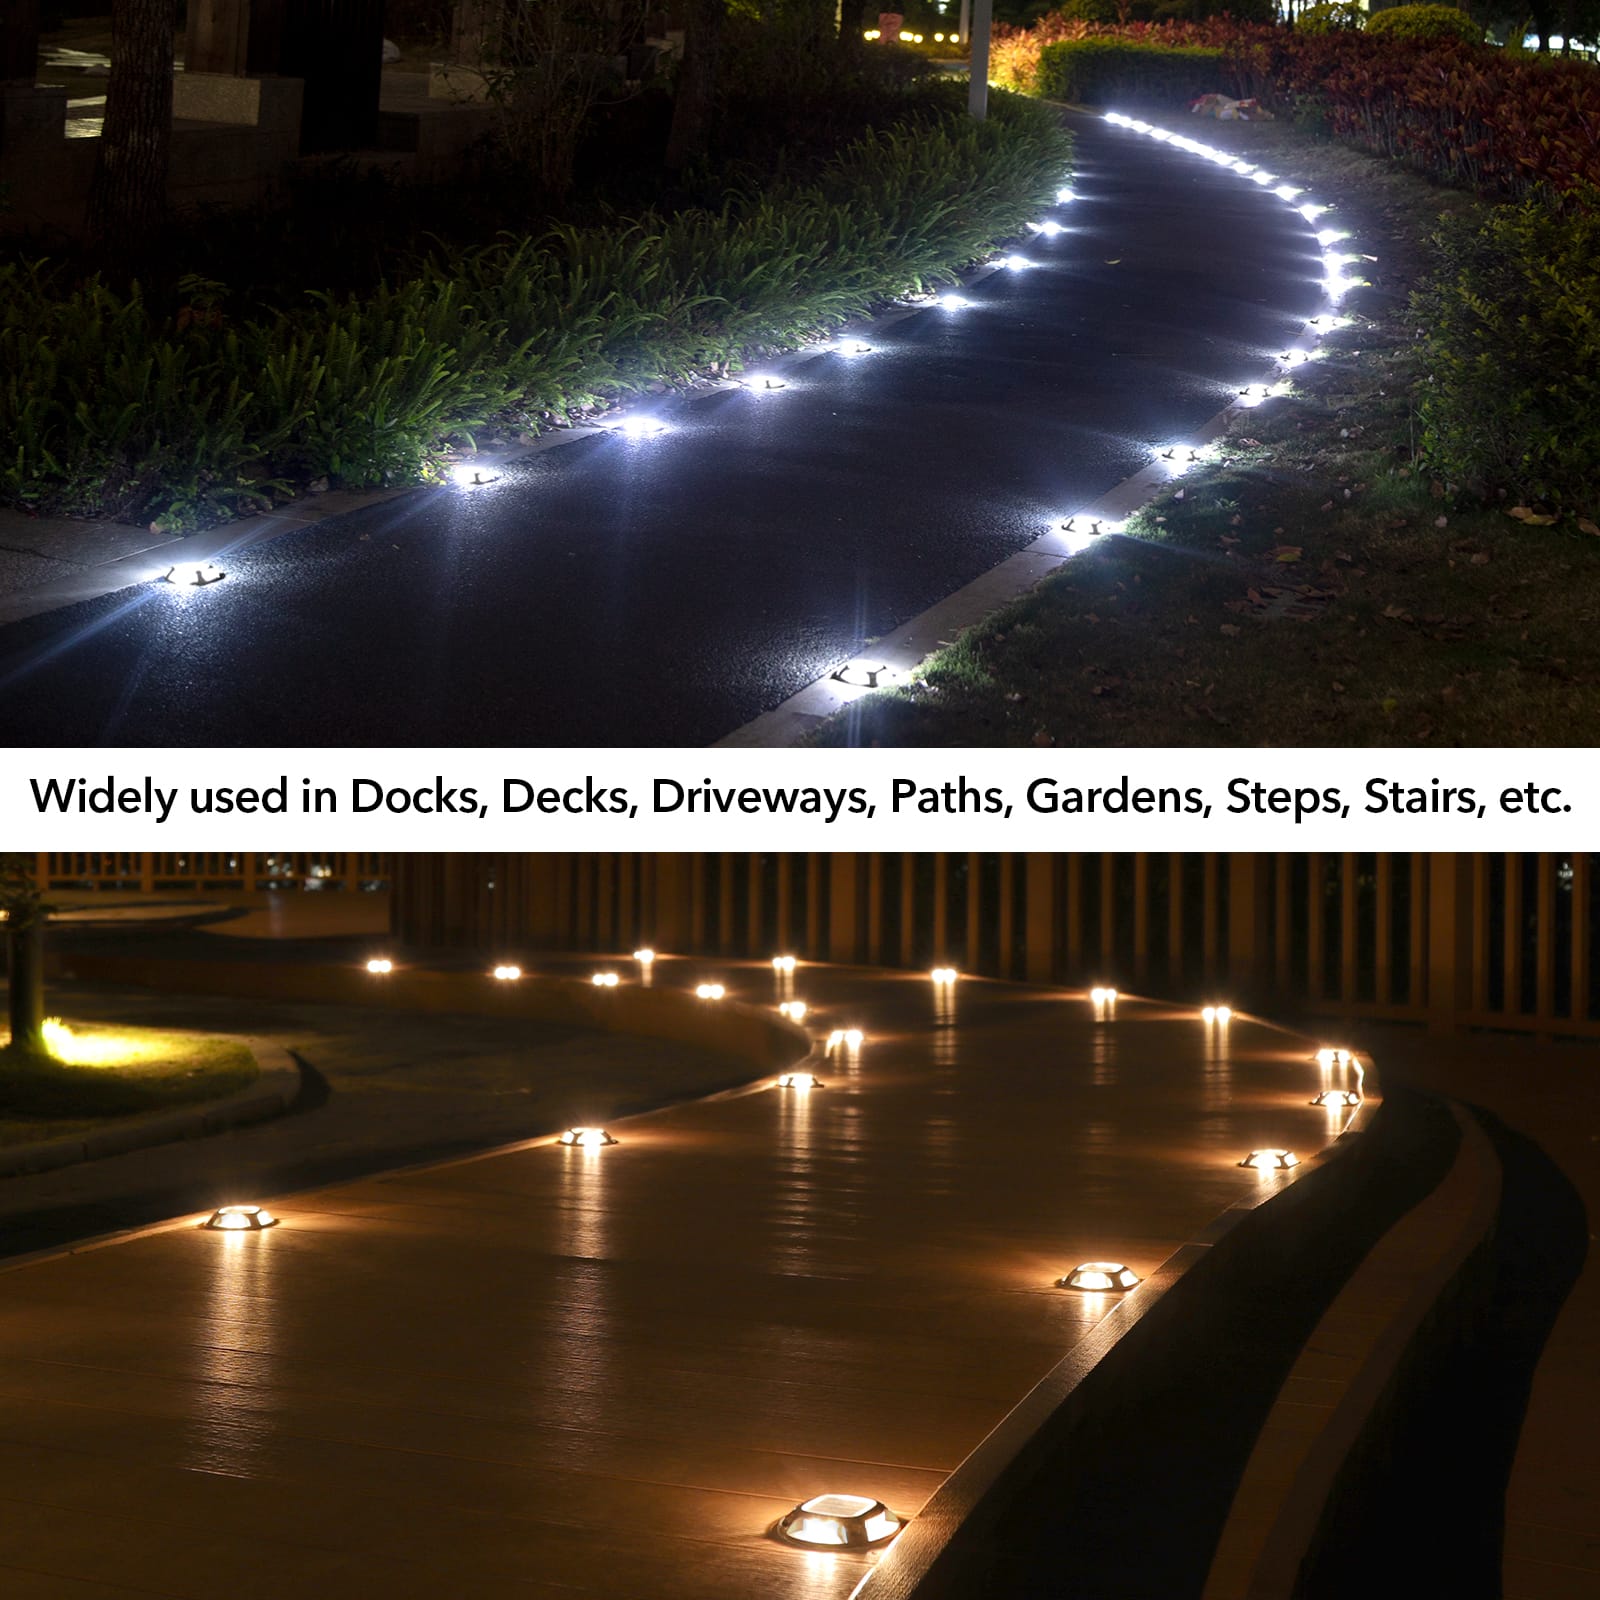 Widely used in Docks, Decks, Driveways, Paths, Gardens, Steps, Stairs, etc.